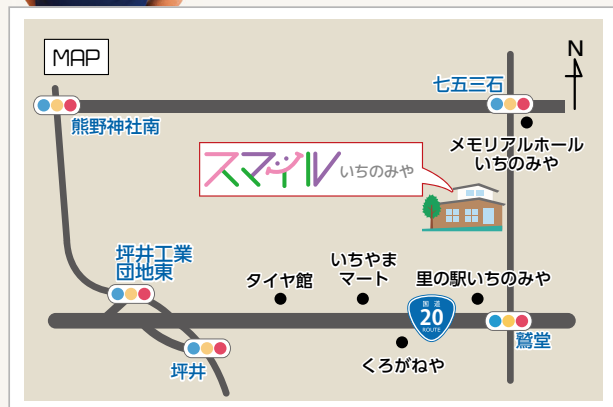 MAP
N
七五三石
熊野神社南
メモリアルホール
いちのみや
スマイル いちのみや
坪井工業
団地東
いちやま
マート
タイヤ館
里の駅いちのみや
国道
20
ROUTE
鷲堂
くろがねや
坪井